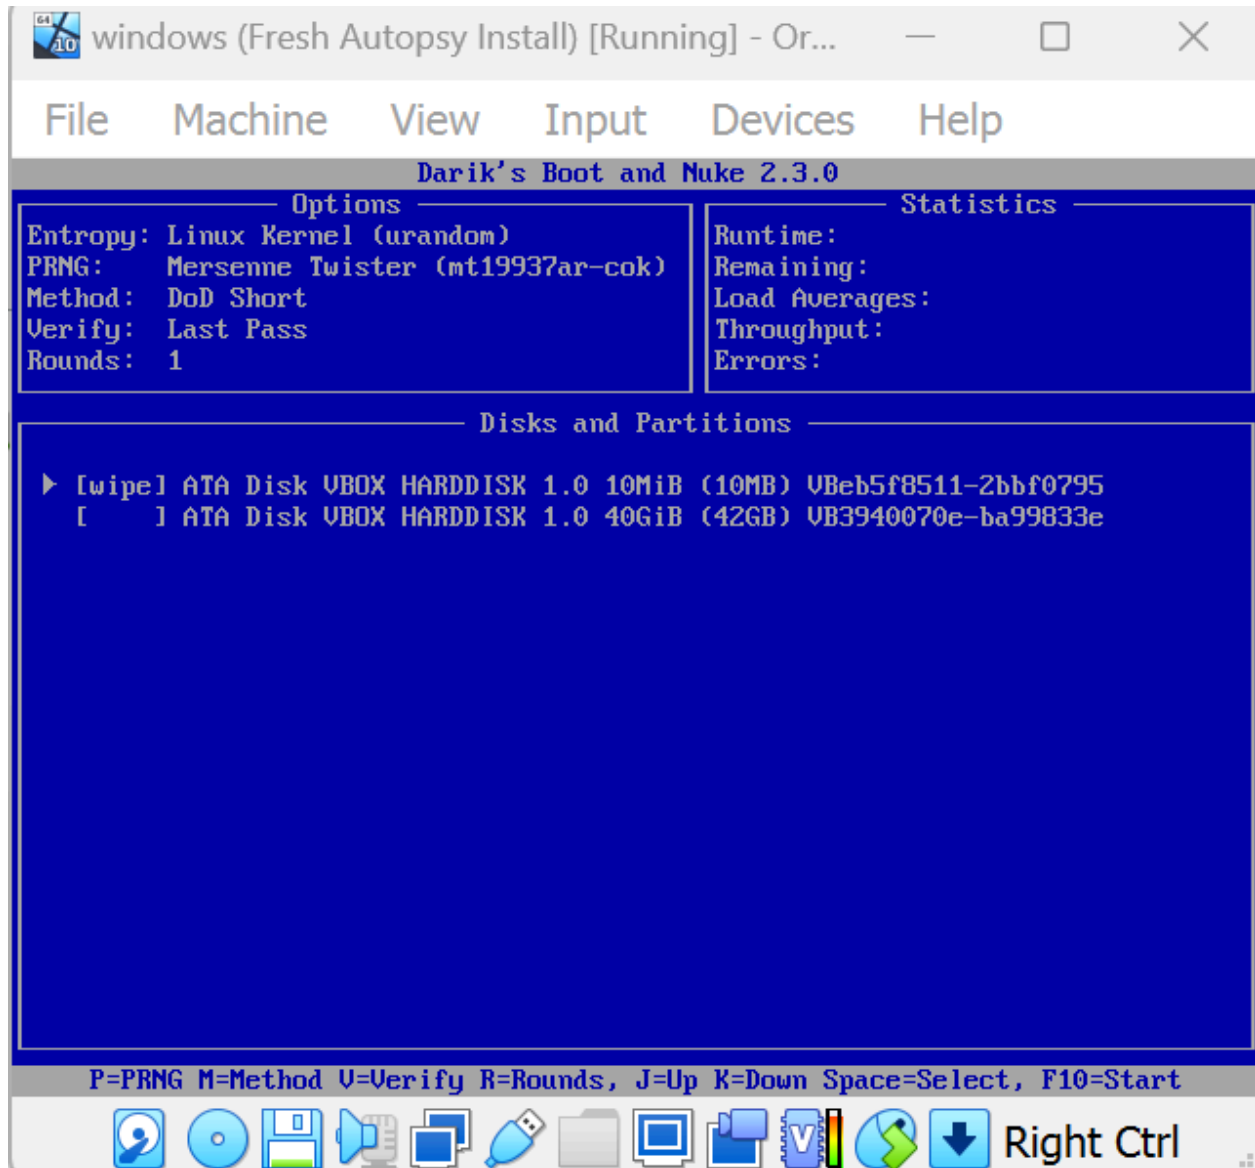 windows (Fresh Autopsy Install) [Running] - Or...
File Machine View Input Devices Help
Darik's Boot and Nuke 2.3.0
Options
Entropy: Linux Kernel (urandom)
PRNG: Mersenne Twister (mt19937ar-cok)
Method: DoD Short
Verify: Last Pass
Rounds: 1
Statistics
Runtime:
Remaining:
Load Averages:
Throughput:
Errors:
Disks and Partitions
[wipe] ATA Disk VBOX HARDDISK 1.0 10MiB (10MB) VBeb5f8511-2bbf0795
[ ] ATA Disk VBOX HARDDISK 1.0 40GiB (42GB) VB3940070e-ba99833e
P=PRNG M=Method V=Verify R=Rounds, J=Up K=Down Space=Select, F10=Start
Right Ctrl